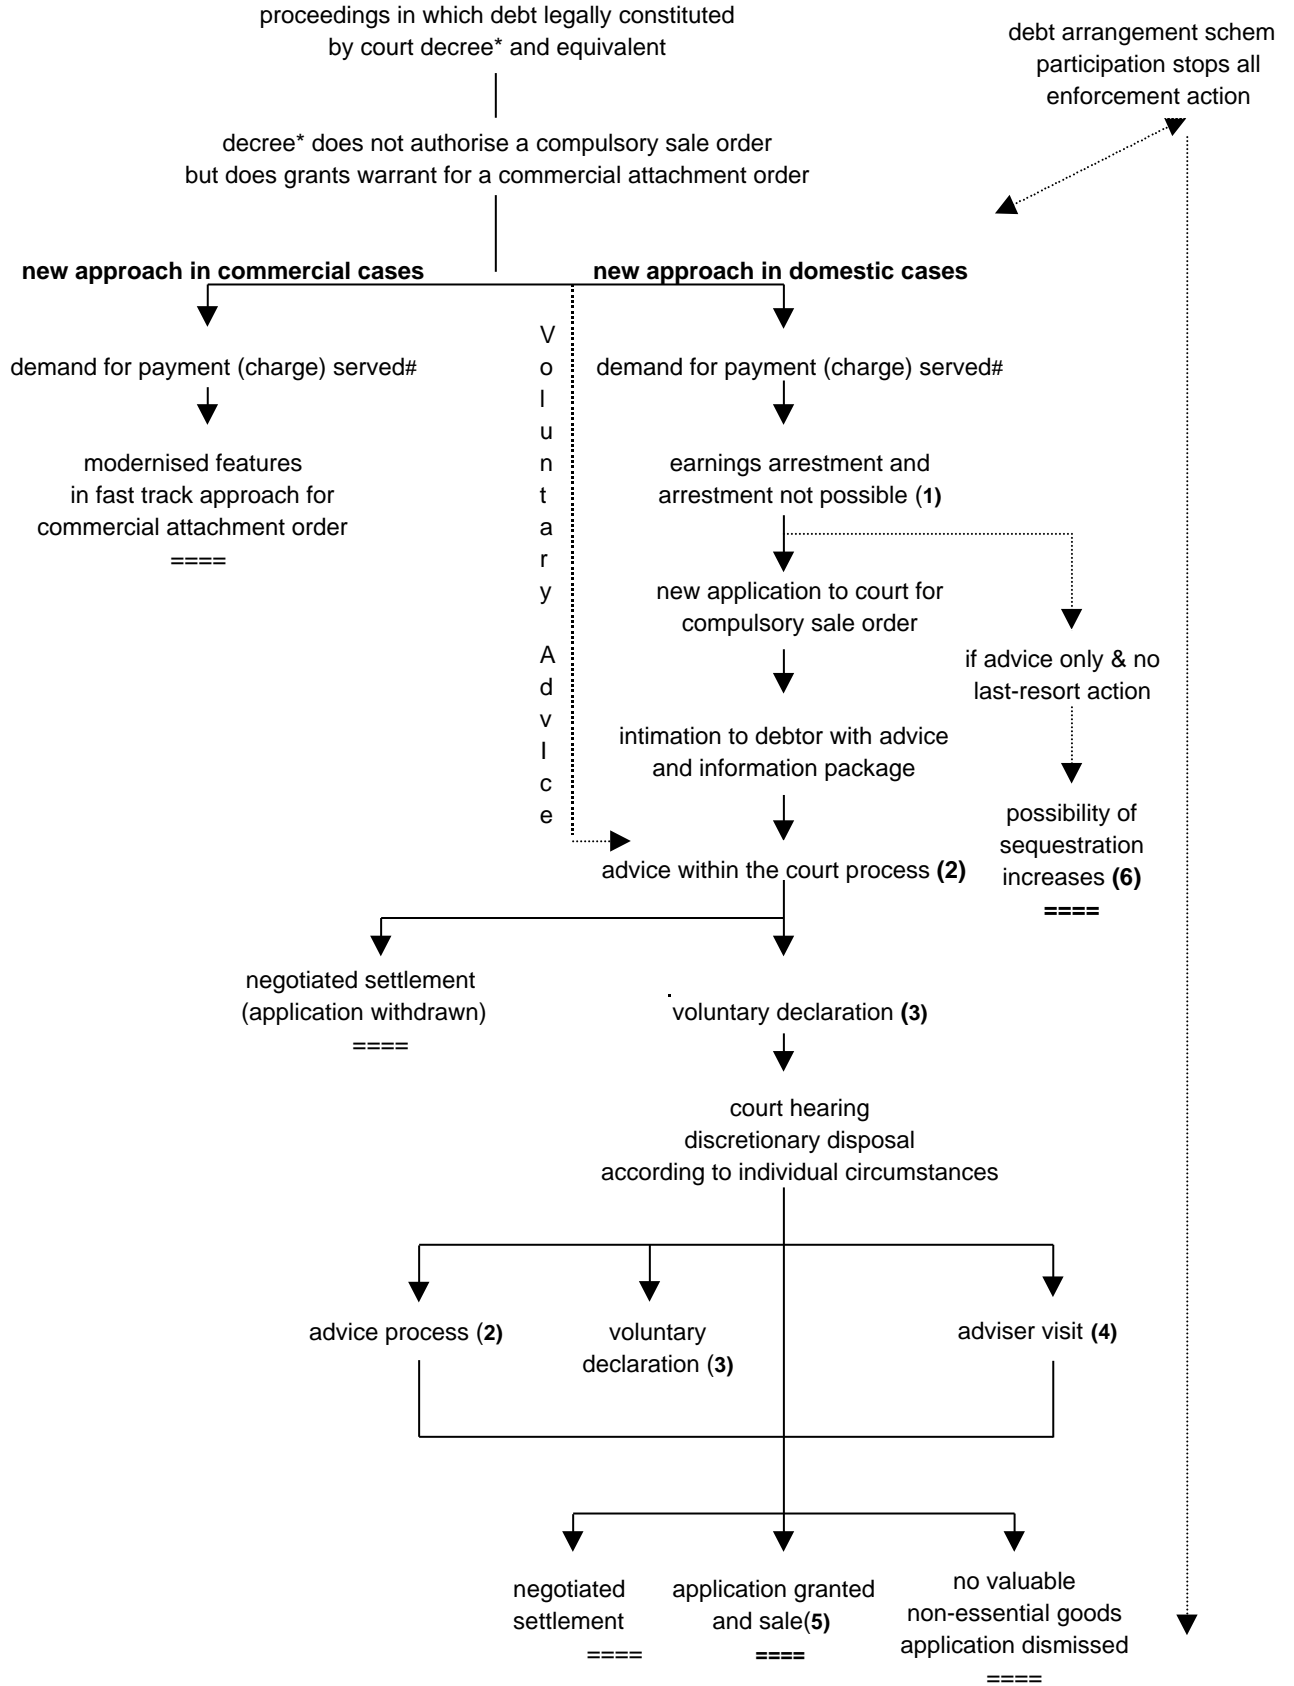 proceedings in which debt legally constituted
by court decree* and equivalent
debt arrangement schem
participation stops all
enforcement action
decree* does not authorise a compulsory sale order
but does grants warrant for a commercial attachment order
new approach in commercial cases
new approach in domestic cases
demand for payment (charge) served#
modernised features
in fast track approach for
commercial attachment order
====
V
o
l
u
n
t
a
r
y
A
d
v
I
c
e
demand for payment (charge) served#
earnings arrestment and
arrestment not possible (1)
new application to court for
compulsory sale order
if advice only & no
last-resort action
intimation to debtor with advice
and information package
possibility of
sequestration
increases (6)
====
advice within the court process (2)
negotiated settlement
(application withdrawn)
====
voluntary declaration (3)
court hearing
discretionary disposal
according to individual circumstances
advice process (2)
voluntary
declaration (3)
adviser visit (4)
negotiated
settlement
====
application granted
and sale(5)
====
no valuable
non-essential goods
application dismissed
====